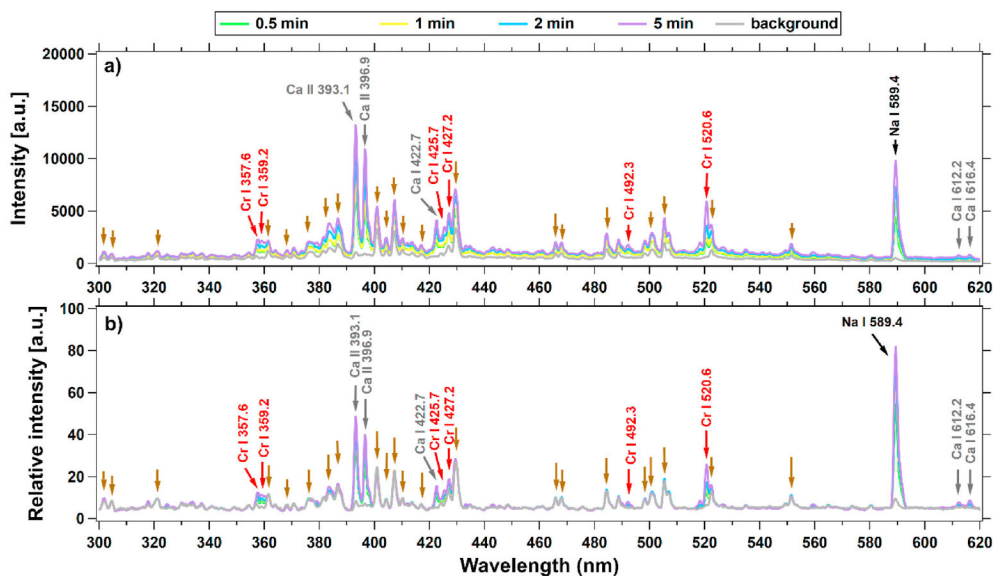 0.5 min 1 min 2 min 5 min background
a)
Intensity [a.u.]
20000
15000
10000
5000
0
Ca II 393.1
Ca II 396.9
Cr I 357.6
Cr I 359.2
Ca I 422.7
Cr I 425.7
Cr I 427.2
Cr I 492.3
Cr I 520.6
Na I 589.4
Ca I 612.2
Ca I 616.4
300 320 340 360 380 400 420 440 460 480 500 520 540 560 580 600 620
b)
Relative intensity [a.u.]
100
80
60
40
20
0
Cr I 357.6
Cr I 359.2
Ca II 393.1
Ca II 396.9
Ca I 422.7
Cr I 425.7
Cr I 427.2
Cr I 492.3
Cr I 520.6
Na I 589.4
Ca I 612.2
Ca I 616.4
300 320 340 360 380 400 420 440 460 480 500 520 540 560 580 600 620
Wavelength (nm)